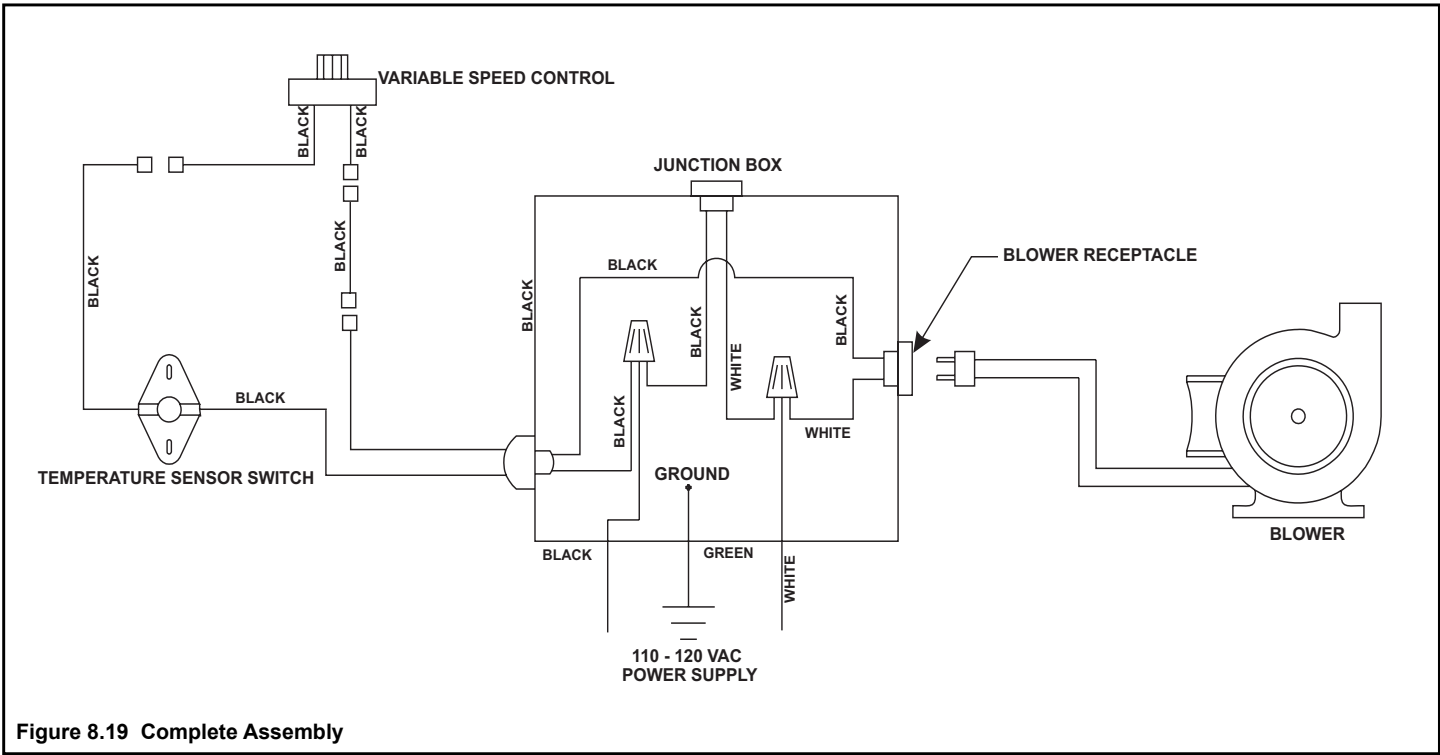 VARIABLE SPEED CONTROL
BLACK
BLACK
JUNCTION BOX
BLACK
BLACK
BLACK
BLACK
BLACK
BLACK
WHITE
BLACK
BLOWER RECEPTACLE
BLACK
BLACK
WHITE
TEMPERATURE SENSOR SWITCH
GROUND
BLOWER
BLACK
GREEN
WHITE
110 - 120 VAC
POWER SUPPLY
Figure 8.19 Complete Assembly